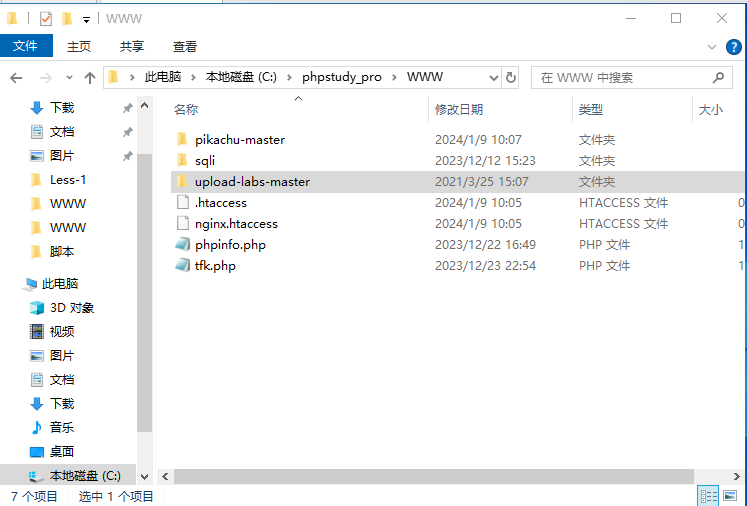 WWW
文件 主页 共享 查看
此电脑 本地磁盘 (C:) phpstudy_pro WWW 在 WWW 中搜索
下载
文档
图片
Less-1
WWW
WWW
脚本
此电脑
3D 对象
视频
图片
文档
下载
音乐
桌面
本地磁盘 (C:)
名称 修改日期 类型 大小
pikachu-master 2024/1/9 10:07 文件夹
sqli 2023/12/12 15:23 文件夹
upload-labs-master 2021/3/25 15:07 文件夹
.htaccess 2024/1/9 10:05 HTACCESS 文件 0
nginx.htaccess 2024/1/9 10:05 HTACCESS 文件 0
phpinfo.php 2023/12/22 16:49 PHP 文件 1
tfk.php 2023/12/23 22:54 PHP 文件 1
7 个项目 选中 1 个项目